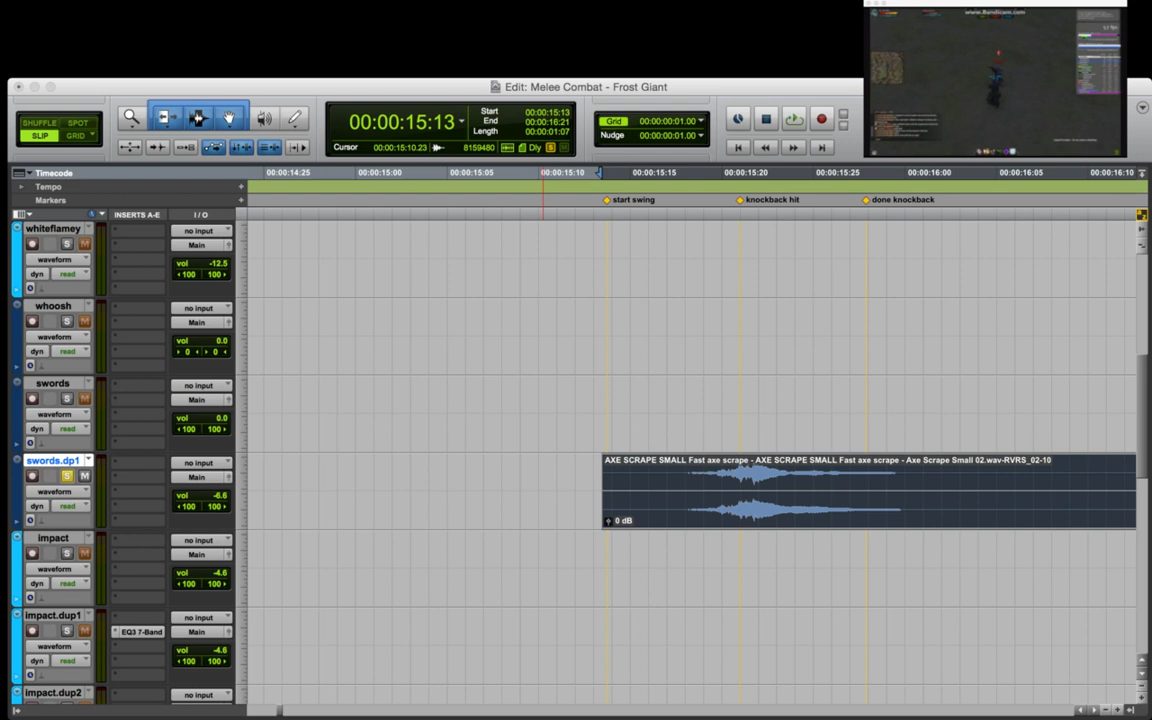 www.Bandicam.com
Edit: Melee Combat - Frost Giant
SHUFFLE SPOT
SLIP GRID
00:00:15:13
Start 00:00:15:13
End 00:00:16:21
Length 00:00:01:07
Cursor 00:00:15:10.23 8159480 Dly S M
Grid 00:00:00:01.00
Nudge 00:00:00:01.00
Timecode 00:00:14:25 00:00:15:00 00:00:15:05 00:00:15:10 00:00:15:15 00:00:15:20 00:00:15:25 00:00:16:00 00:00:16:05 00:00:16:10
Tempo +
Markers + start swing knockback hit done knockback
INSERTS A-E I / O
whiteflamey no input
S M Main
waveform vol -12.5
dyn read 100 100
whoosh no input
S M Main
waveform vol 0.0
dyn read 0 0
swords no input
S M Main
waveform vol 0.0
dyn read 100 100
swords.dp1 no input
AXE SCRAPE SMALL Fast axe scrape - AXE SCRAPE SMALL Fast axe scrape - Axe Scrape Small 02.wav-RVRS_02-10
S M Main
waveform vol -6.6
dyn read 100 100
0 dB
impact no input
S M Main
waveform vol -4.6
dyn read 100 100
impact.dup1 no input
S M EQ3 7-Band Main
waveform vol -4.6
dyn read 100 100
impact.dup2 no input